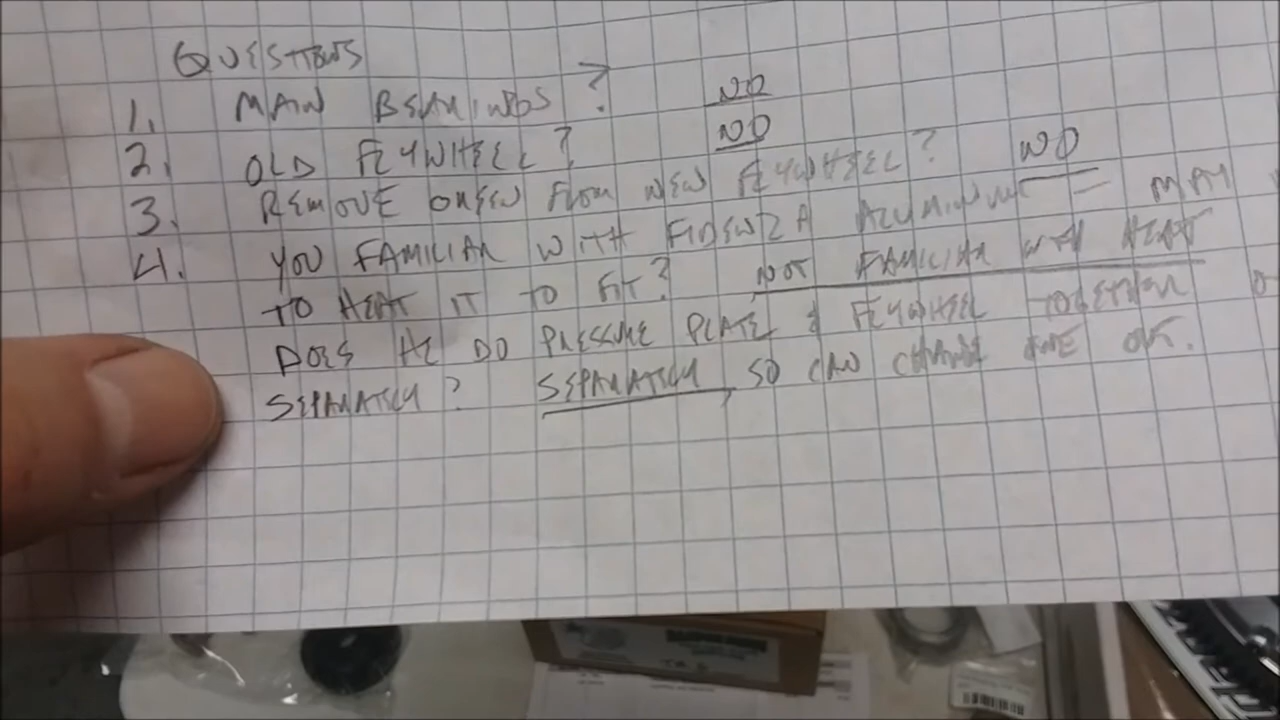 QUESTIONS
1. MAIN BEARINGS? NO
2. OLD FLYWHEEL? NO
3. REMOVE FROM NEW FLYWHEEL? NO
4. YOU FAMILIAR WITH FIDENZA ALUMINUM = MAY
TO HEAT IT TO FIT? NOT FAMILIAR WITH HEAT
DOES HE DO PRESSURE PLATE & FLYWHEEL TOGETHER
SEPARATELY? SEPARATELY, SO CAN CHANGE ONE OR.